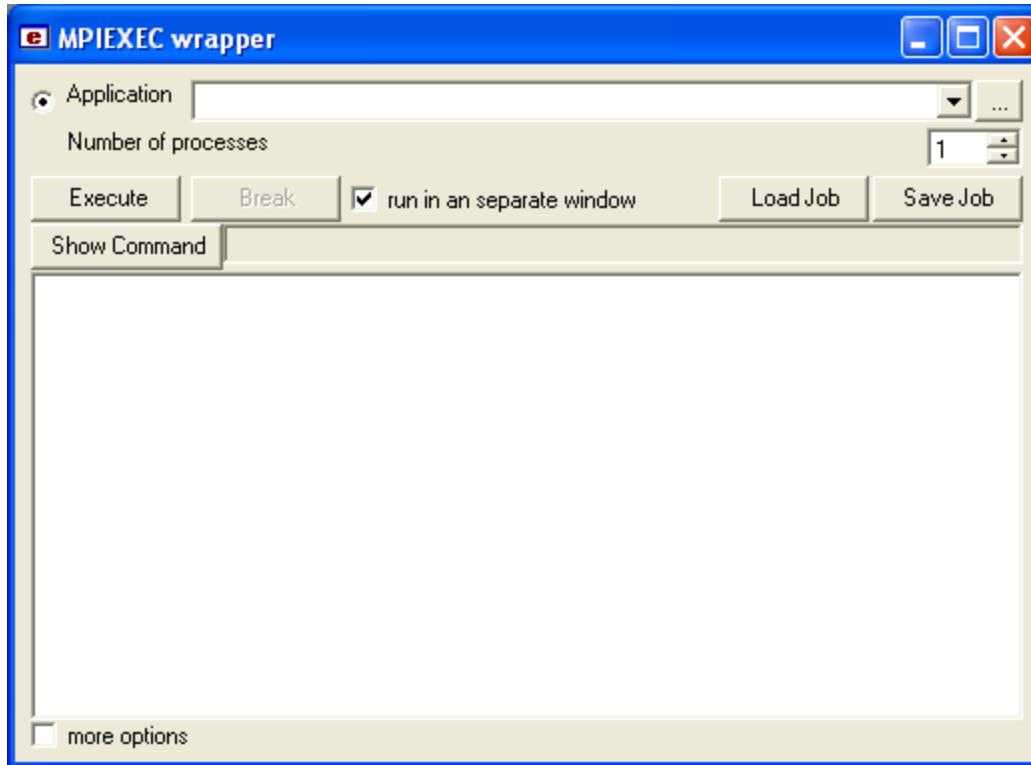 e MPIEXEC wrapper
Application ...
Number of processes 1
Execute Break run in an separate window Load Job Save Job
Show Command
more options